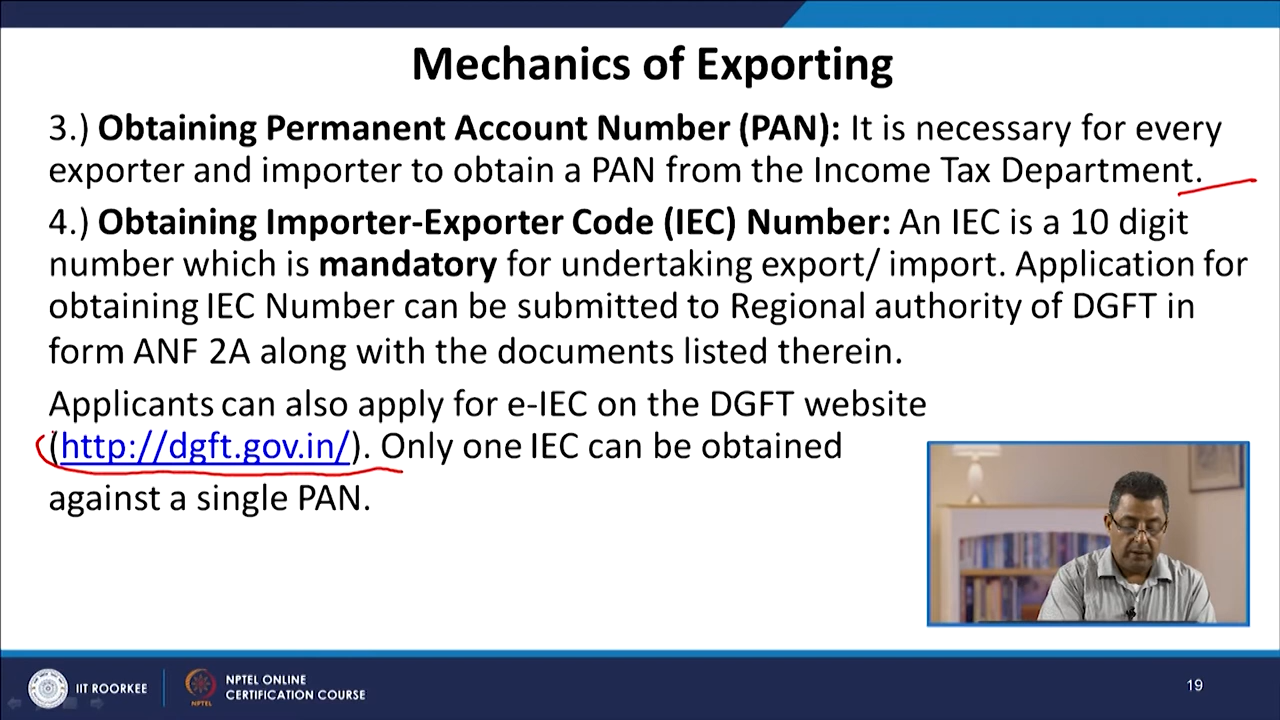 Mechanics of Exporting
3.) Obtaining Permanent Account Number (PAN): It is necessary for every
exporter and importer to obtain a PAN from the Income Tax Department.
4.) Obtaining Importer-Exporter Code (IEC) Number: An IEC is a 10 digit
number which is mandatory for undertaking export/ import. Application for
obtaining IEC Number can be submitted to Regional authority of DGFT in
form ANF 2A along with the documents listed therein.
Applicants can also apply for e-IEC on the DGFT website
(http://dgft.gov.in/). Only one IEC can be obtained
against a single PAN.
IIT ROORKEE
NPTEL
NPTEL ONLINE
CERTIFICATION COURSE
19